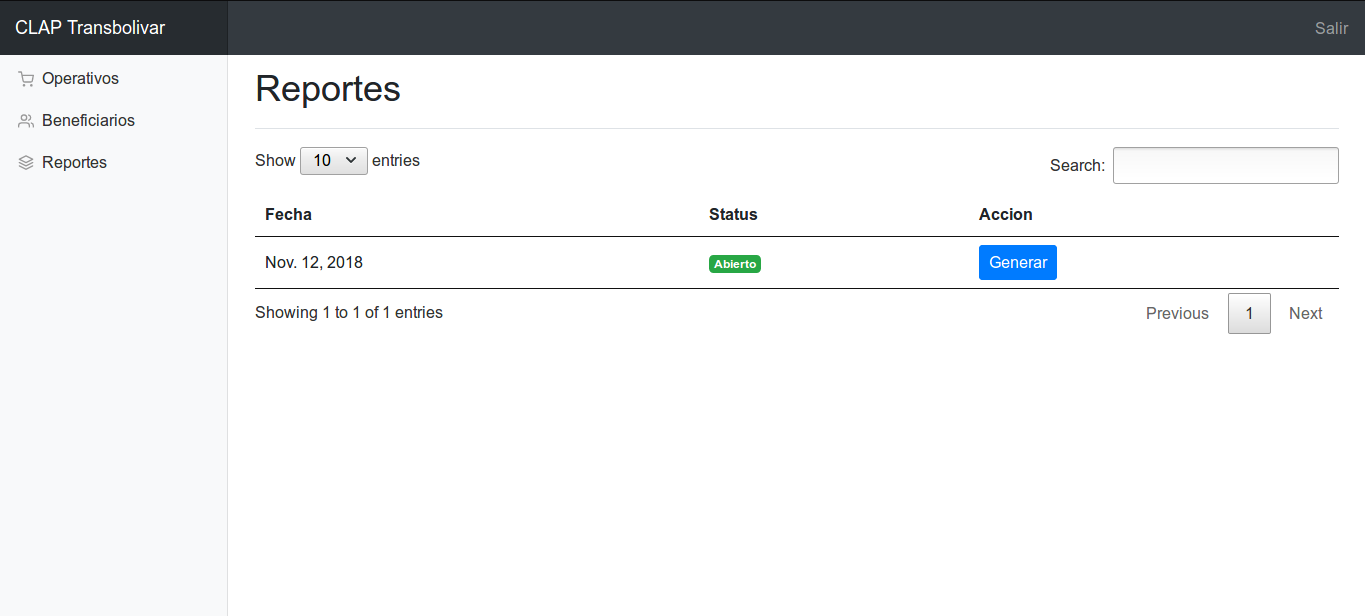 CLAP Transbolivar
Salir
Operativos
Beneficiarios
Reportes
Reportes
Show 10 entries
Search:
Fecha Status Accion
Nov. 12, 2018 Abierto Generar
Showing 1 to 1 of 1 entries
Previous 1 Next